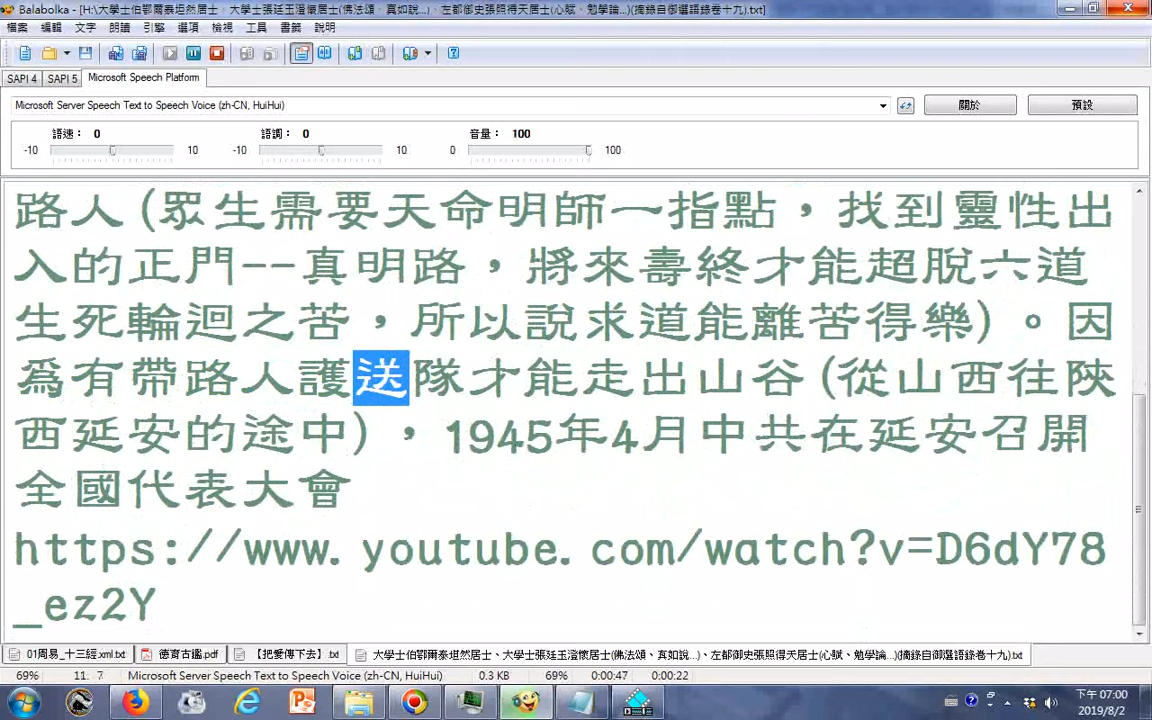 Balabolka - [H:\大學士伯鄂爾泰坦然居士、大學士張廷玉澄懷居士(佛法頌、真如說...)、左都御史張照得天居士(心賦、勉學論...)(摘錄自御選語錄卷十九).txt]
檔案 編輯 文字 朗讀 引擎 選項 檢視 工具 書籤 說明
SAPI 4 SAPI 5 Microsoft Speech Platform
Microsoft Server Speech Text to Speech Voice (zh-CN, HuiHui) 關於 預設
語速： 0 語調： 0 音量： 100
-10 10 -10 10 0 100
路人(眾生需要天命明師一指點，找到靈性出
入的正門--真明路，將來壽終才能超脫六道
生死輪迴之苦，所以說求道能離苦得樂)。因
為有帶路人護送隊才能走出山谷(從山西往陝
西延安的途中)，1945年4月中共在延安召開
全國代表大會
https://www.youtube.com/watch?v=D6dY78
_ez2Y
01周易_十三經.xml.txt 德育古鑑.pdf 【把愛傳下去】.txt 大學士伯鄂爾泰坦然居士、大學士張廷玉澄懷居士(佛法頌、真如說...)、左都御史張照得天居士(心賦、勉學論...)(摘錄自御選語錄卷十九).txt
69% 11: 7 Microsoft Server Speech Text to Speech Voice (zh-CN, HuiHui) 0.3 KB 69% 0:00:47 0:00:22
下午 07:00
2019/8/2